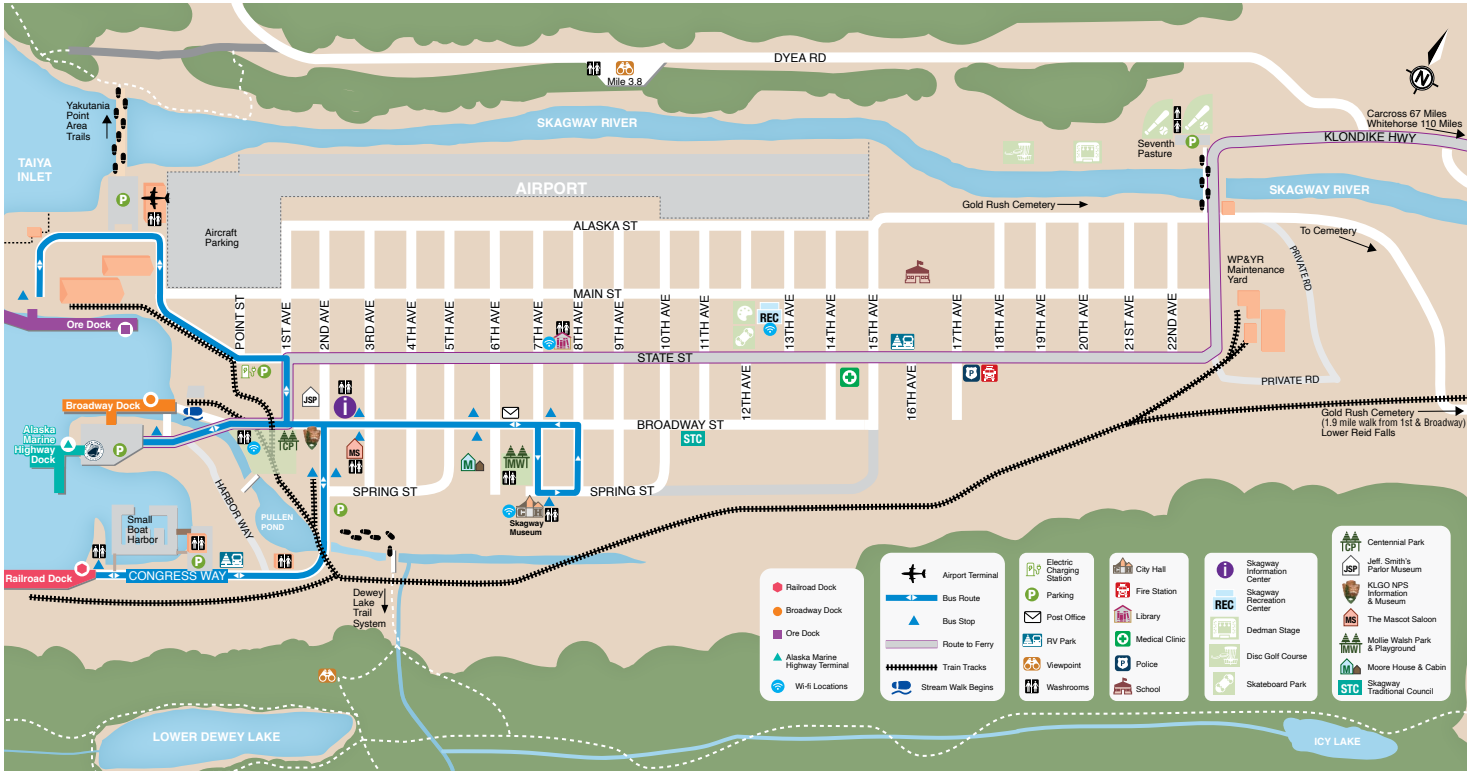 DYEA RD
Mile 3.8
Yakutania
Point
Area
Trails
SKAGWAY RIVER
TAIYA
INLET
P
AIRPORT
Aircraft
Parking
Seventh
Pasture
P
N
Carcross 67 Miles
Whitehorse 110 Miles
KLONDIKE HWY
SKAGWAY RIVER
Gold Rush Cemetery
To Cemetery
ALASKA ST
WP&YR
Maintenance
Yard
PRIVATE RD
MAIN ST
POINT ST
1ST AVE
2ND AVE
3RD AVE
4TH AVE
5TH AVE
6TH AVE
7TH AVE
8TH AVE
9TH AVE
10TH AVE
11TH AVE
REC
13TH AVE
14TH AVE
15TH AVE
17TH AVE
18TH AVE
19TH AVE
20TH AVE
21ST AVE
22ND AVE
Ore Dock
STATE ST
P
JSP
i
12TH AVE
16TH AVE
P
PRIVATE RD
Broadway Dock
Alaska
Marine
Highway
Dock
P
TCP
MS
BROADWAY ST
STC
M
MWT
Gold Rush Cemetery
(1.9 mile walk from 1st & Broadway)
Lower Reid Falls
SPRING ST
SPRING ST
HARBOR WAY
PULLEN
POND
P
CH
Skagway
Museum
Small
Boat
Harbor
P
Railroad Dock
CONGRESS WAY
Dewey
Lake
Trail
System
LOWER DEWEY LAKE
ICY LAKE
Railroad Dock
Broadway Dock
Ore Dock
Alaska Marine
Highway Terminal
Wi-fi Locations
Airport Terminal
Bus Route
Bus Stop
Route to Ferry
Train Tracks
Stream Walk Begins
Electric
Charging
Station
P
Parking
Post Office
RV Park
Viewpoint
Washrooms
CH
City Hall
Fire Station
Library
Medical Clinic
P
Police
School
i
Skagway
Information
Center
REC
Skagway
Recreation
Center
Dedman Stage
Disc Golf Course
Skateboard Park
TCP
Centennial Park
JSP
Jeff. Smith's
Parlor Museum
KLGO NPS
Information
& Museum
MS
The Mascot Saloon
MWT
Mollie Walsh Park
& Playground
M
Moore House & Cabin
STC
Skagway
Traditional Council